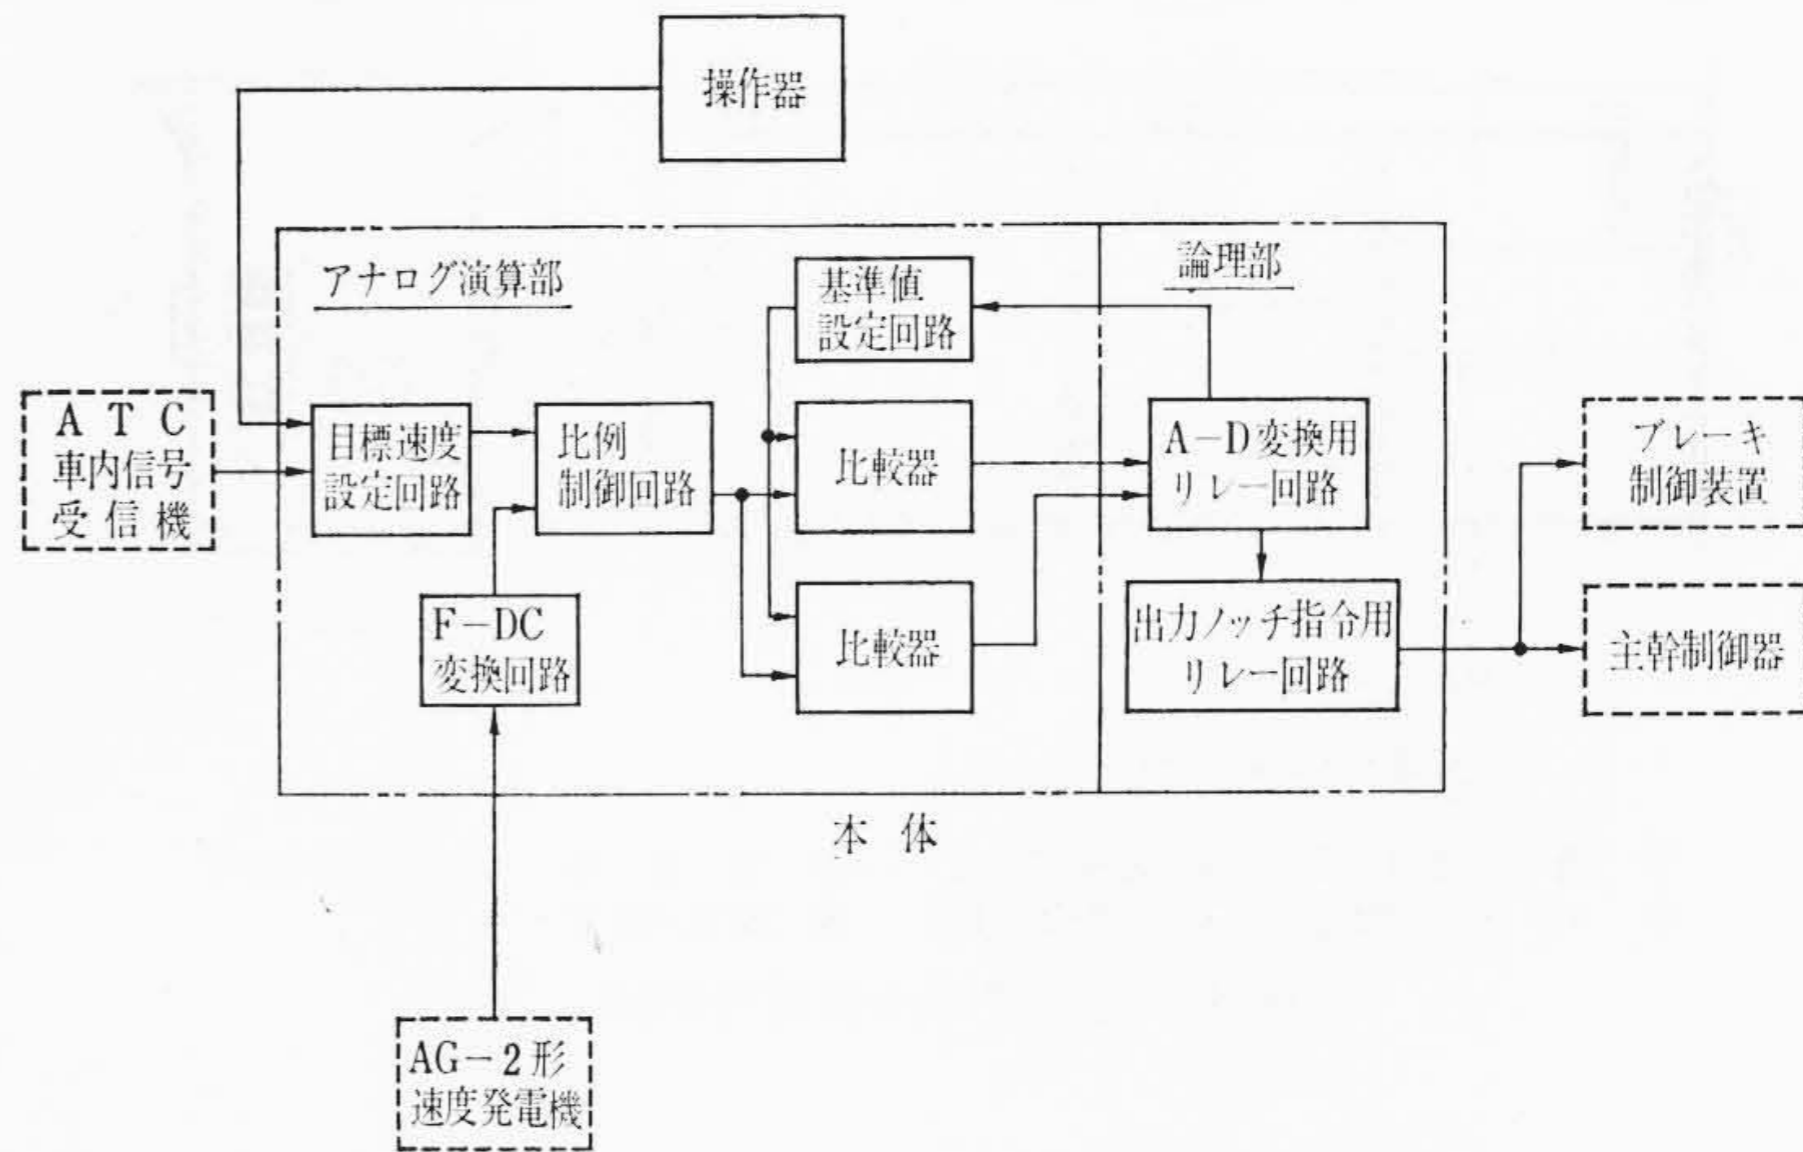 操作器
アナログ演算部
論理部
基準値
設定回路
A T C
車内信号
受信機
目標速度
設定回路
比例
制御回路
比較器
A-D変換用
リレー回路
ブレーキ
制御装置
F-DC
変換回路
比較器
出力ノッチ指令用
リレー回路
主幹制御器
本体
AG-2形
速度発電機